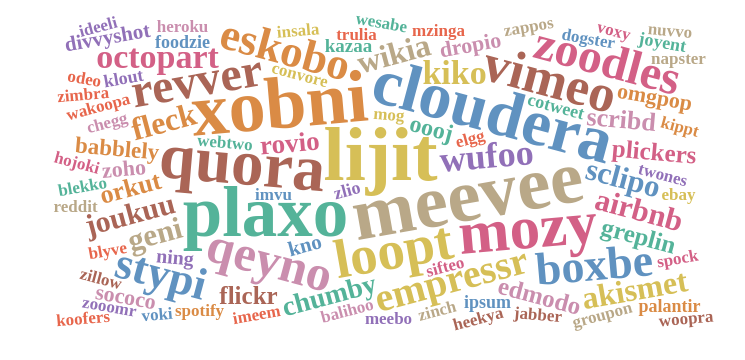 ideeli
heroku
insala
wesabe
mzinga
zappos
voxy
nuvvo
divvyshot
foodzie
eskobo
trulia
kazaa
wikia
dropio
dogster
joyent
octopart
zoodles
napster
odeo
klout
revver
convore
kiko
vimeo
omgpop
zimbra
wakoopa
xobni
cloudera
cotweet
scribd
kippt
chegg
fleck
mog
oooj
elgg
babblely
webtwo
rovio
lijit
wufoo
plickers
hojoki
zoho
quora
sclipo
twones
blekko
orkut
imvu
zlio
meevee
ebay
reddit
joukuu
plaxo
airbnb
geni
mozy
greplin
blyve
ning
qeyno
kno
loopt
sifteo
boxbe
spock
zillow
stypi
empressr
sococo
flickr
chumby
edmodo
akismet
zooomr
voki
spotify
imeem
balihoo
meebo
zinch
ipsum
heekya
jabber
groupon
palantir
koofers
woopra